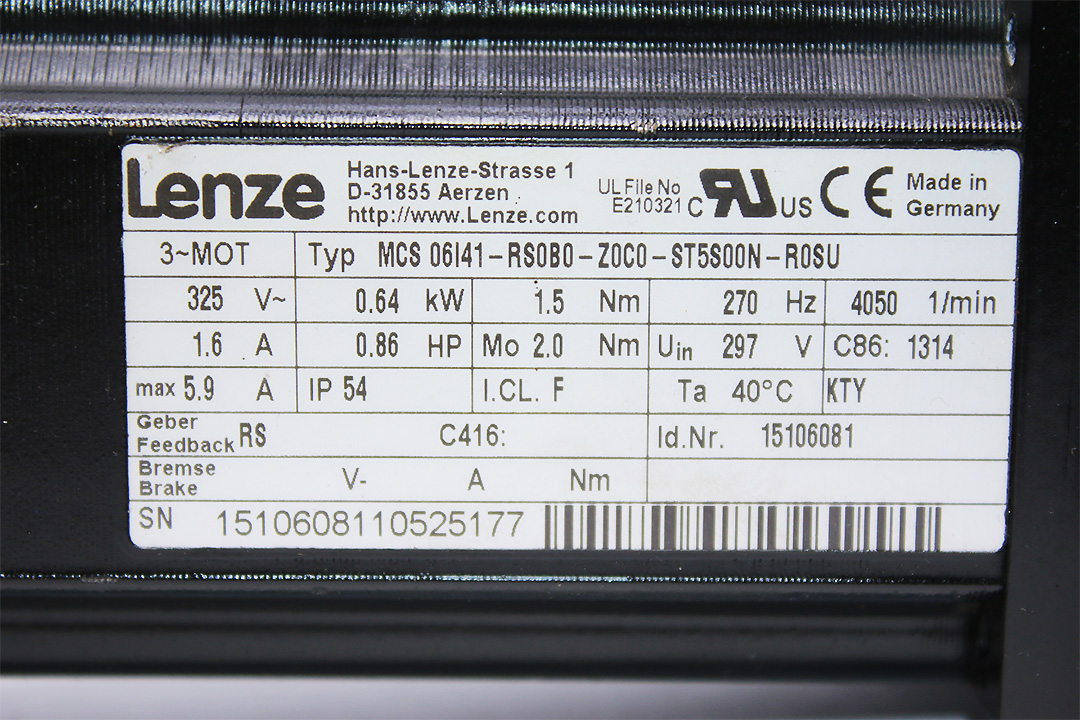 Lenze
Hans-Lenze-Strasse 1
D-31855 Aerzen
http://www.Lenze.com
UL File No
E210321
c RU US CE
Made in
Germany
3~MOT Typ MCS 06I41-RS0B0-Z0C0-ST5S00N-R0SU
325 V~ 0.64 kW 1.5 Nm 270 Hz 4050 1/min
1.6 A 0.86 HP Mo 2.0 Nm Uin 297 V C86: 1314
max 5.9 A IP 54 I.CL. F Ta 40°C KTY
Geber
Feedback RS C416: Id.Nr. 15106081
Bremse
Brake V- A Nm
SN 1510608110525177